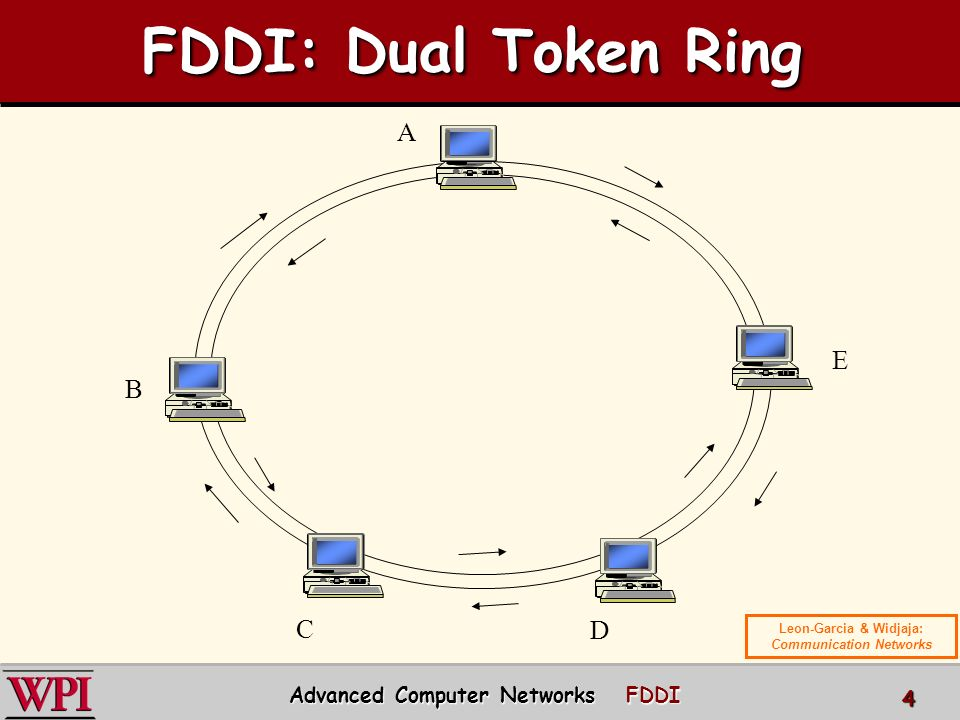 FDDI: Dual Token Ring
A
E
B
C
D
Leon-Garcia & Widjaja:
Communication Networks
WPI
Advanced Computer Networks FDDI
4